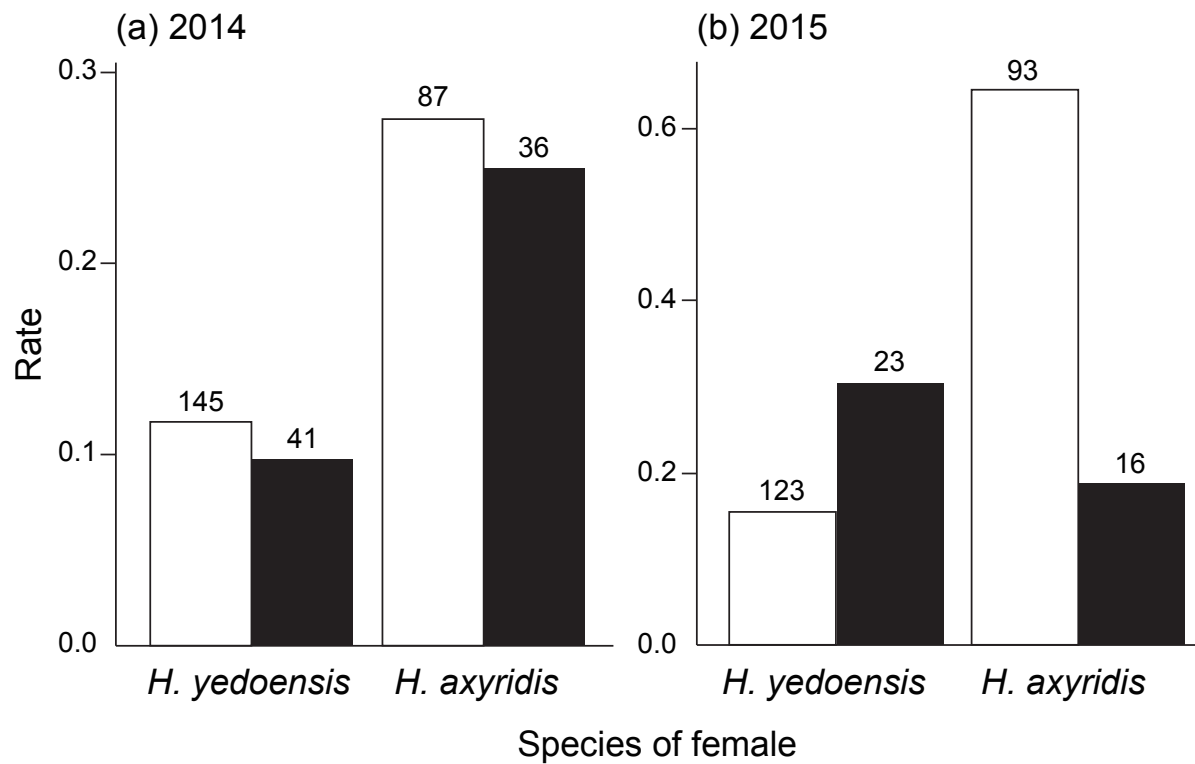 (a) 2014
0.3
0.2
0.1
0.0
Rate
145
41
87
36
H. yedoensis
H. axyridis
(b) 2015
0.6
0.4
0.2
0.0
123
23
93
16
H. yedoensis
H. axyridis
Species of female